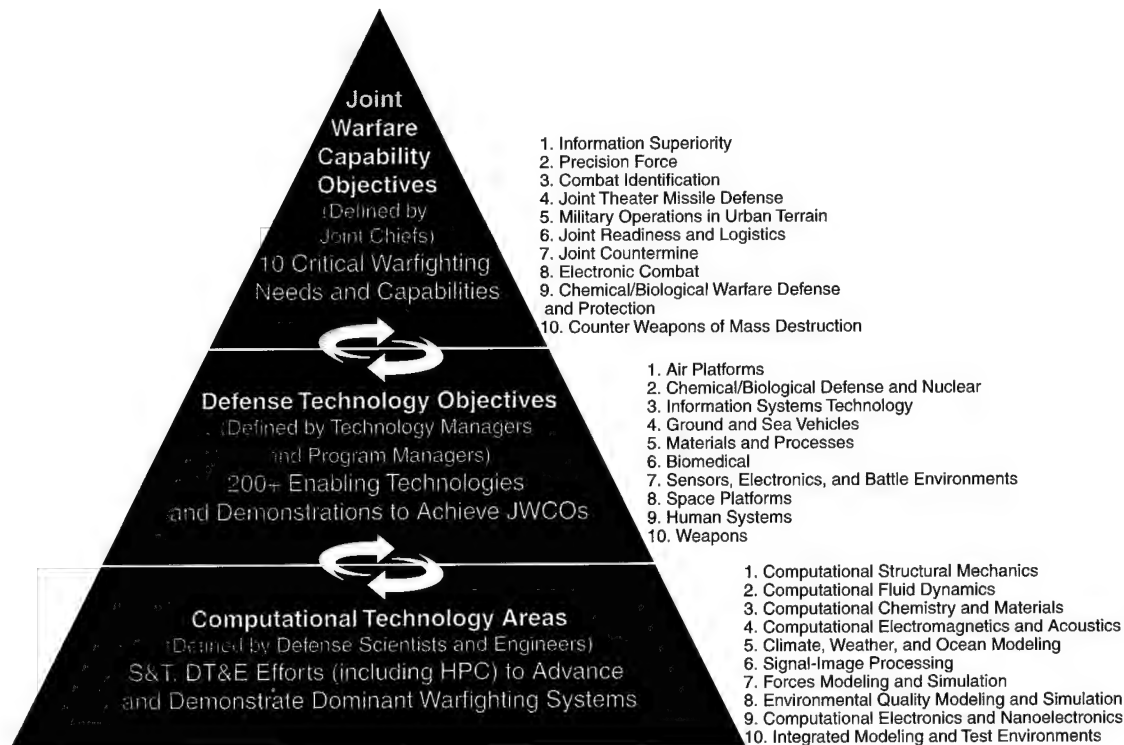 Joint
Warfare
Capability
Objectives
(Defined by
Joint Chiefs)
10 Critical Warfighting
Needs and Capabilities
1. Information Superiority
2. Precision Force
3. Combat Identification
4. Joint Theater Missile Defense
5. Military Operations in Urban Terrain
6. Joint Readiness and Logistics
7. Joint Countermine
8. Electronic Combat
9. Chemical/Biological Warfare Defense
and Protection
10. Counter Weapons of Mass Destruction
Defense Technology Objectives
(Defined by Technology Managers
and Program Managers)
200+ Enabling Technologies
and Demonstrations to Achieve JWCOs
1. Air Platforms
2. Chemical/Biological Defense and Nuclear
3. Information Systems Technology
4. Ground and Sea Vehicles
5. Materials and Processes
6. Biomedical
7. Sensors, Electronics, and Battle Environments
8. Space Platforms
9. Human Systems
10. Weapons
Computational Technology Areas
(Defined by Defense Scientists and Engineers)
S&T, DT&E Efforts (including HPC) to Advance
and Demonstrate Dominant Warfighting Systems
1. Computational Structural Mechanics
2. Computational Fluid Dynamics
3. Computational Chemistry and Materials
4. Computational Electromagnetics and Acoustics
5. Climate, Weather, and Ocean Modeling
6. Signal-Image Processing
7. Forces Modeling and Simulation
8. Environmental Quality Modeling and Simulation
9. Computational Electronics and Nanoelectronics
10. Integrated Modeling and Test Environments